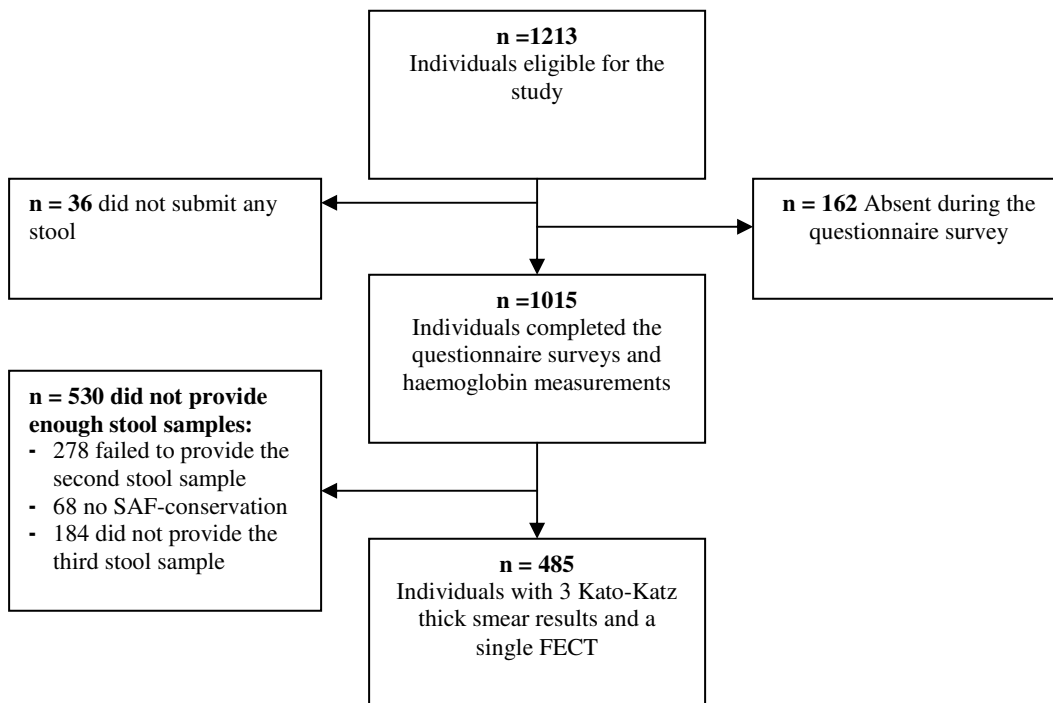 n =1213
Individuals eligible for the
study
n = 36 did not submit any
stool
n = 162 Absent during the
questionnaire survey
n =1015
Individuals completed the
questionnaire surveys and
haemoglobin measurements
n = 530 did not provide
enough stool samples:
- 278 failed to provide the
second stool sample
- 68 no SAF-conservation
- 184 did not provide the
third stool sample
n = 485
Individuals with 3 Kato-Katz
thick smear results and a
single FECT